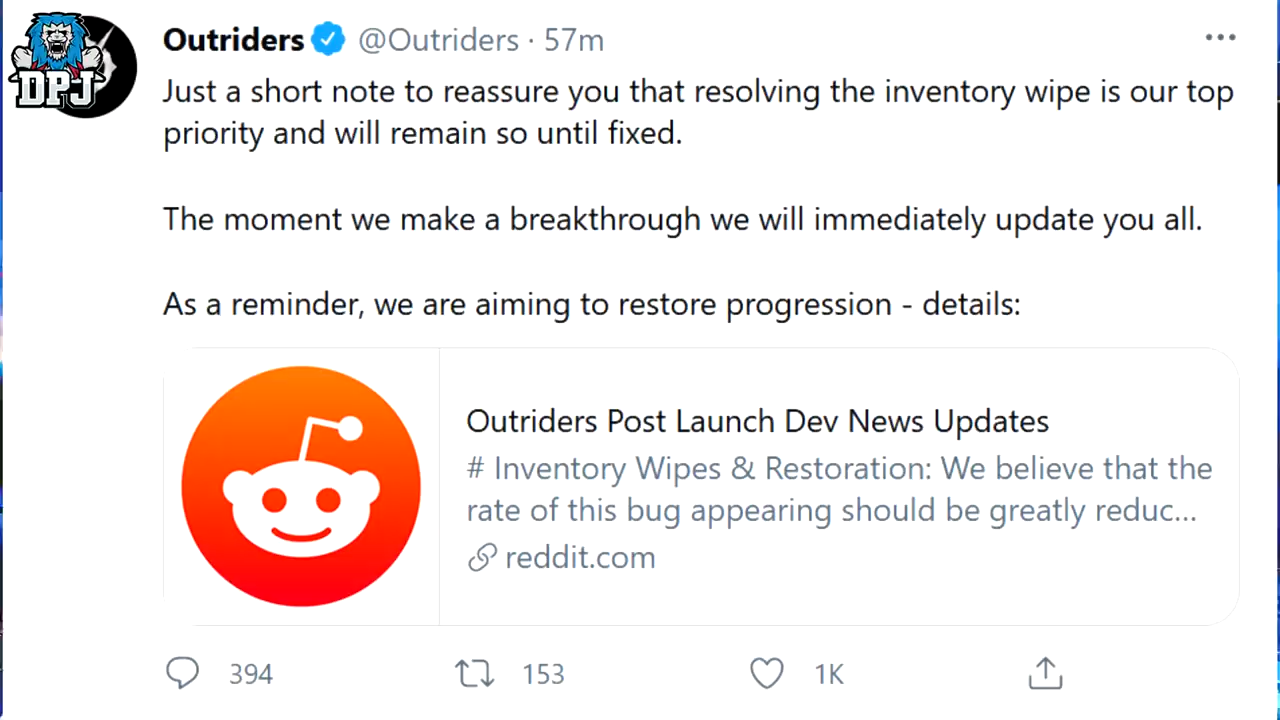 DPJ
Outriders @Outriders · 57m
Just a short note to reassure you that resolving the inventory wipe is our top
priority and will remain so until fixed.
The moment we make a breakthrough we will immediately update you all.
As a reminder, we are aiming to restore progression - details:
Outriders Post Launch Dev News Updates
# Inventory Wipes & Restoration: We believe that the
rate of this bug appearing should be greatly reduc...
reddit.com
394 153 1K